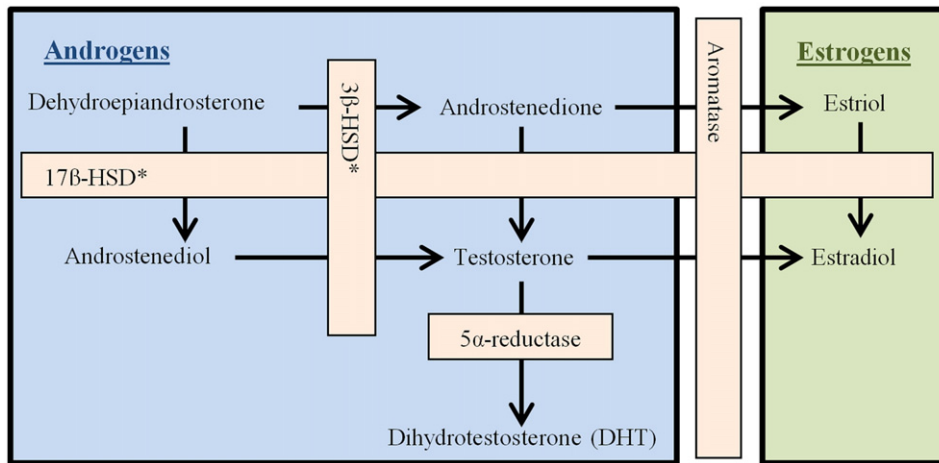 Androgens
Estrogens
Aromatase
3β-HSD*
Dehydroepiandrosterone
Androstenedione
Estriol
17β-HSD*
Androstenediol
Testosterone
Estradiol
5α-reductase
Dihydrotestosterone (DHT)